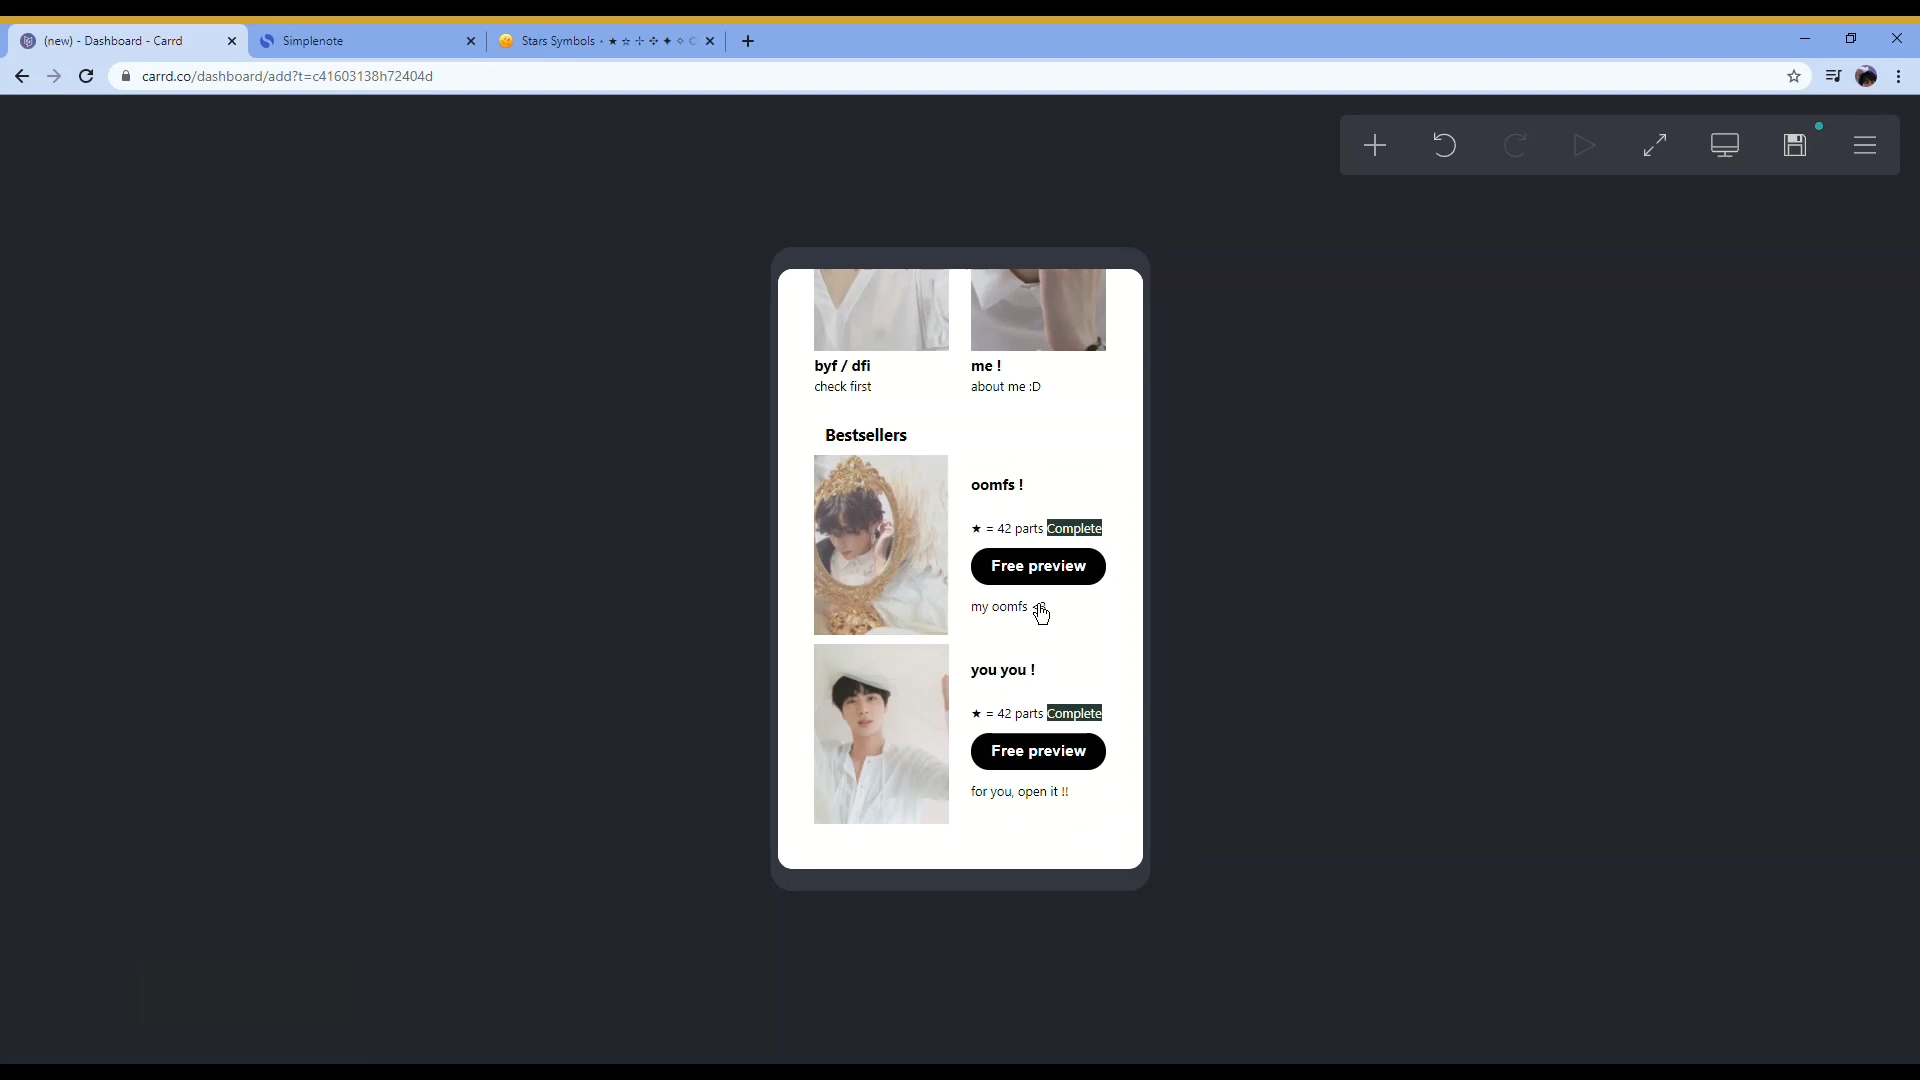 (new) - Dashboard - Carrd
Simplenote
Stars Symbols · ★ ☆ ⊹ ✣ ✦ ✧ ☾
carrd.co/dashboard/add?t=c41603138h72404d
byf / dfi
me !
check first
about me :D
Bestsellers
oomfs !
★ = 42 parts Complete
Free preview
my oomfs
you you !
★ = 42 parts Complete
Free preview
for you, open it !!